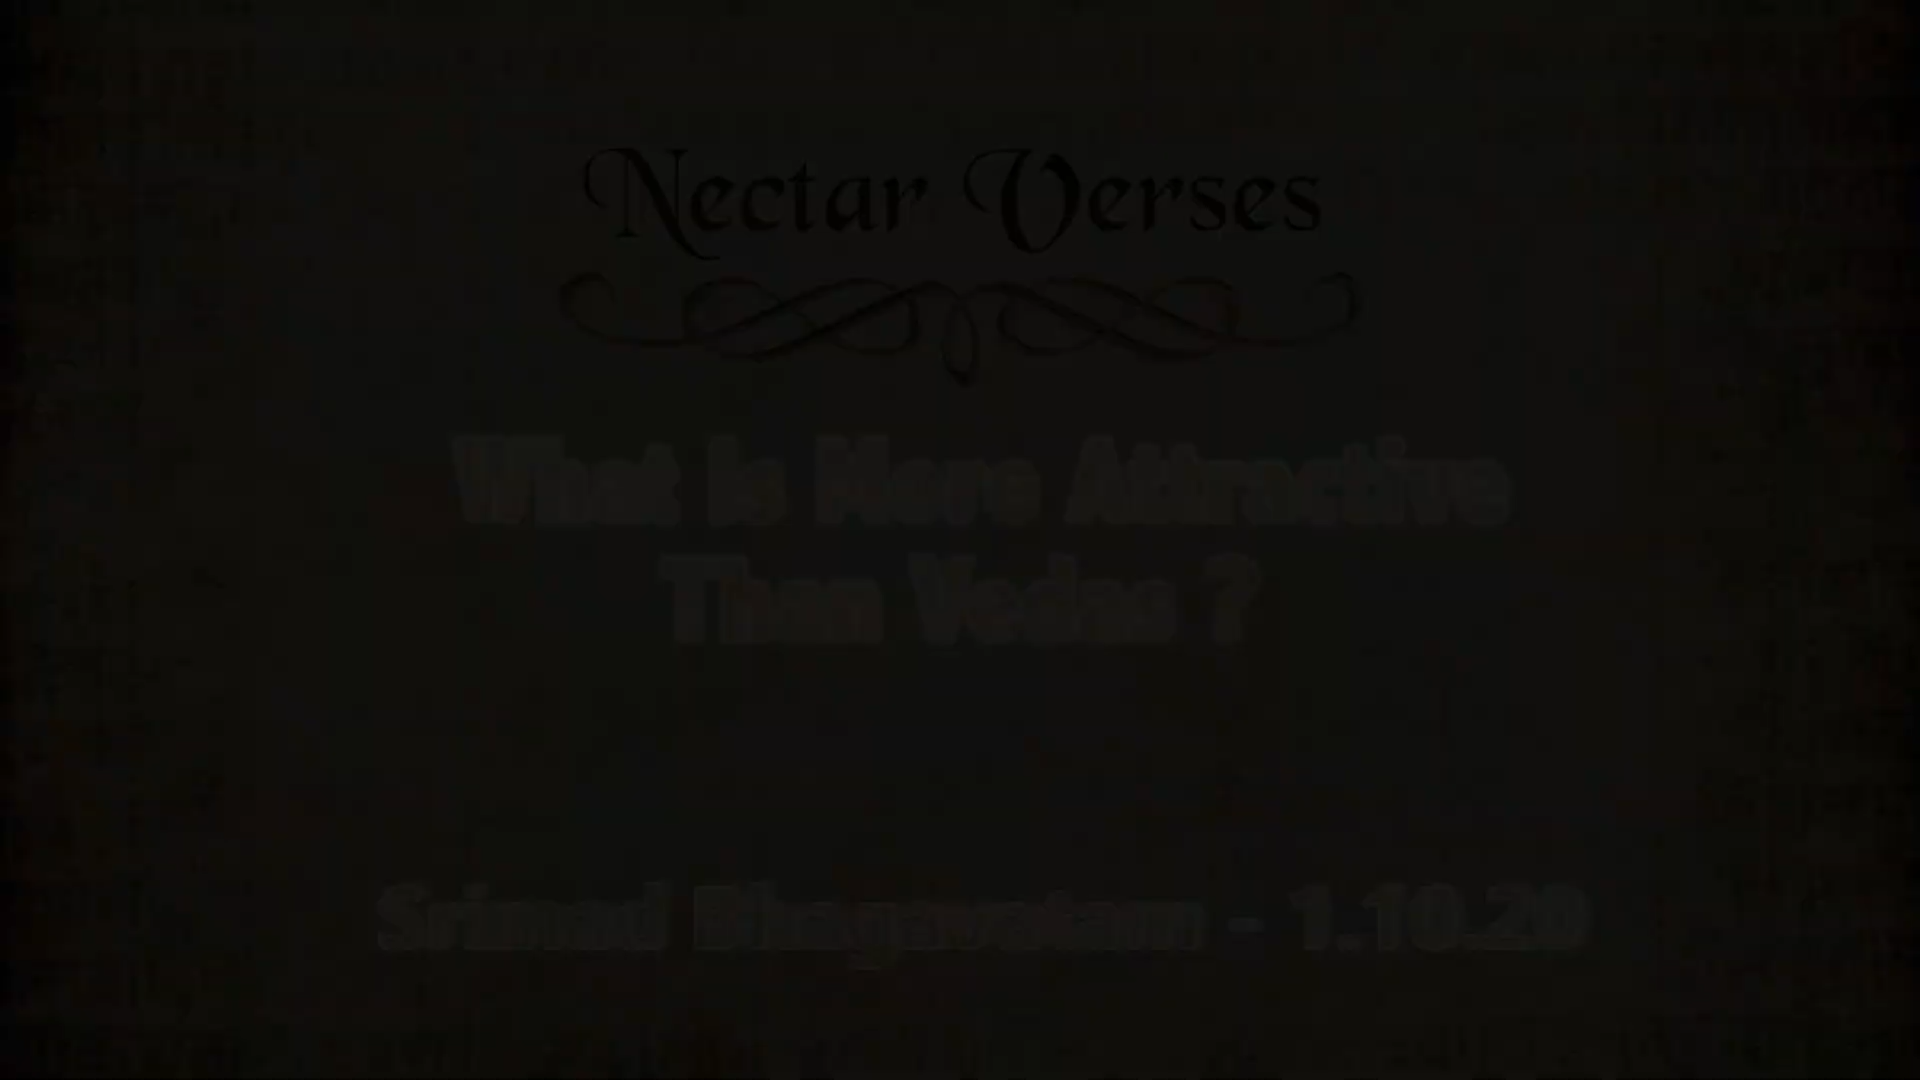 Nectar Verses
What Is More Attractive
Than Vedas ?
Srimad Bhagavatam - 1.10.20